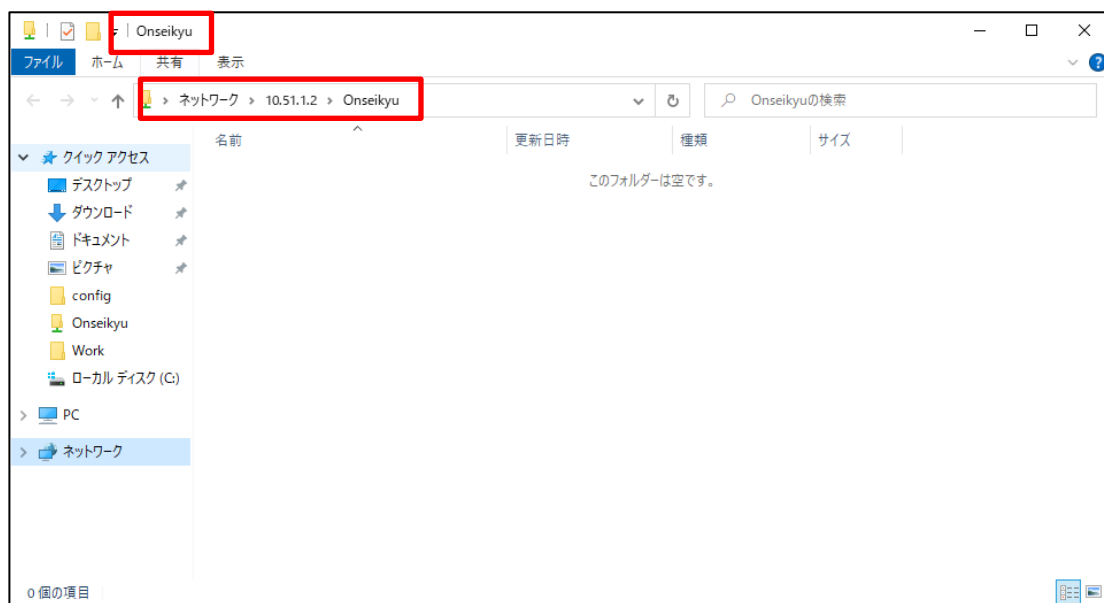 Onseikyu
ファイル ホーム 共有 表示
ネットワーク > 10.51.1.2 > Onseikyu
Onseikyuの検索
名前 更新日時 種類 サイズ
このフォルダーは空です。
クイック アクセス
デスクトップ
ダウンロード
ドキュメント
ピクチャ
config
Onseikyu
Work
ローカル ディスク (C:)
PC
ネットワーク
0 個の項目